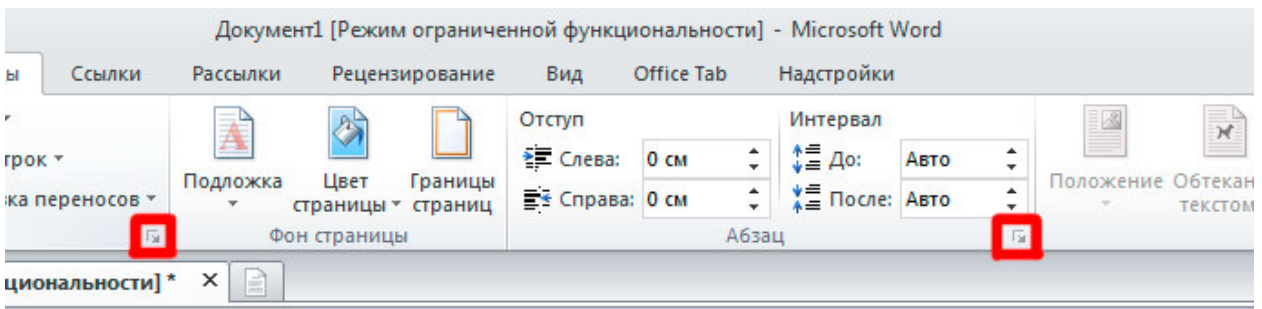 Документ1 [Режим ограниченной функциональности] - Microsoft Word
ы Ссылки Рассылки Рецензирование Вид Office Tab Надстройки
Отступ Интервал
трок Слева: 0 см До: Авто
Подложка Цвет страницы Границы страниц Положение Обтекан текстом
ка переносов Справа: 0 см После: Авто
Фон страницы Абзац
циональности] *